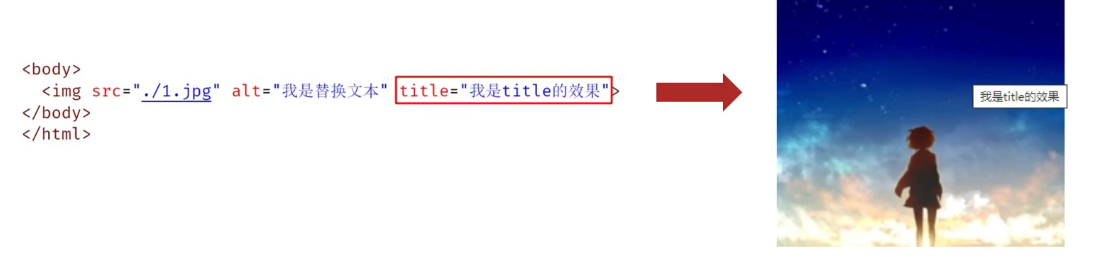 <body>
<img src="./1.jpg" alt="我是替换文本" title="我是title的效果">
</body>
</html>
我是title的效果